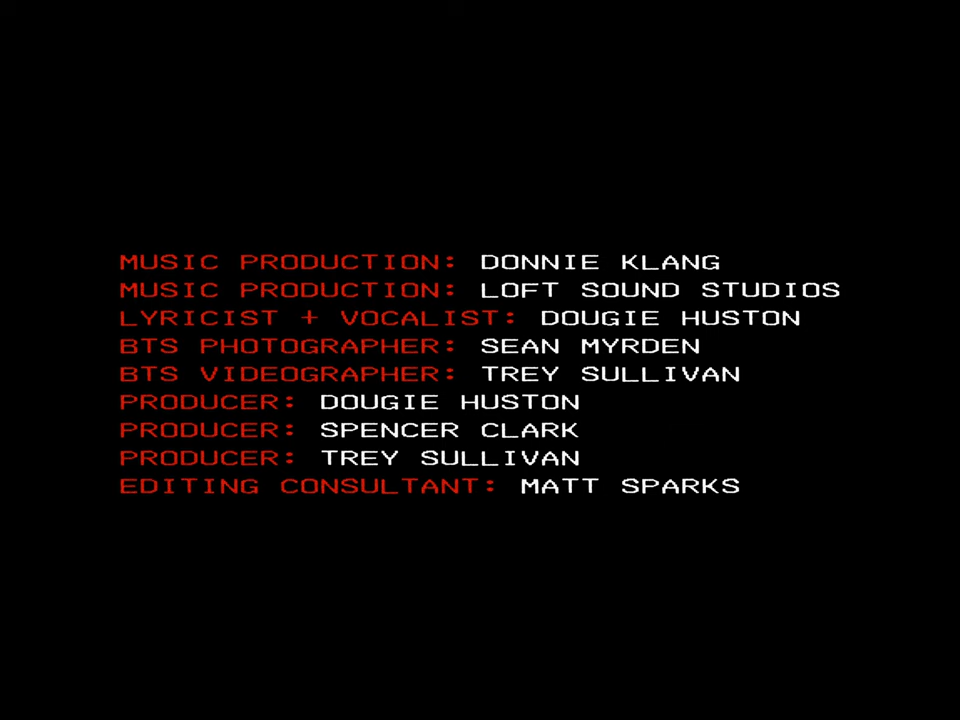 MUSIC PRODUCTION: DONNIE KLANG
MUSIC PRODUCTION: LOFT SOUND STUDIOS
LYRICIST + VOCALIST: DOUGIE HUSTON
BTS PHOTOGRAPHER: SEAN MYRDEN
BTS VIDEOGRAPHER: TREY SULLIVAN
PRODUCER: DOUGIE HUSTON
PRODUCER: SPENCER CLARK
PRODUCER: TREY SULLIVAN
EDITING CONSULTANT: MATT SPARKS